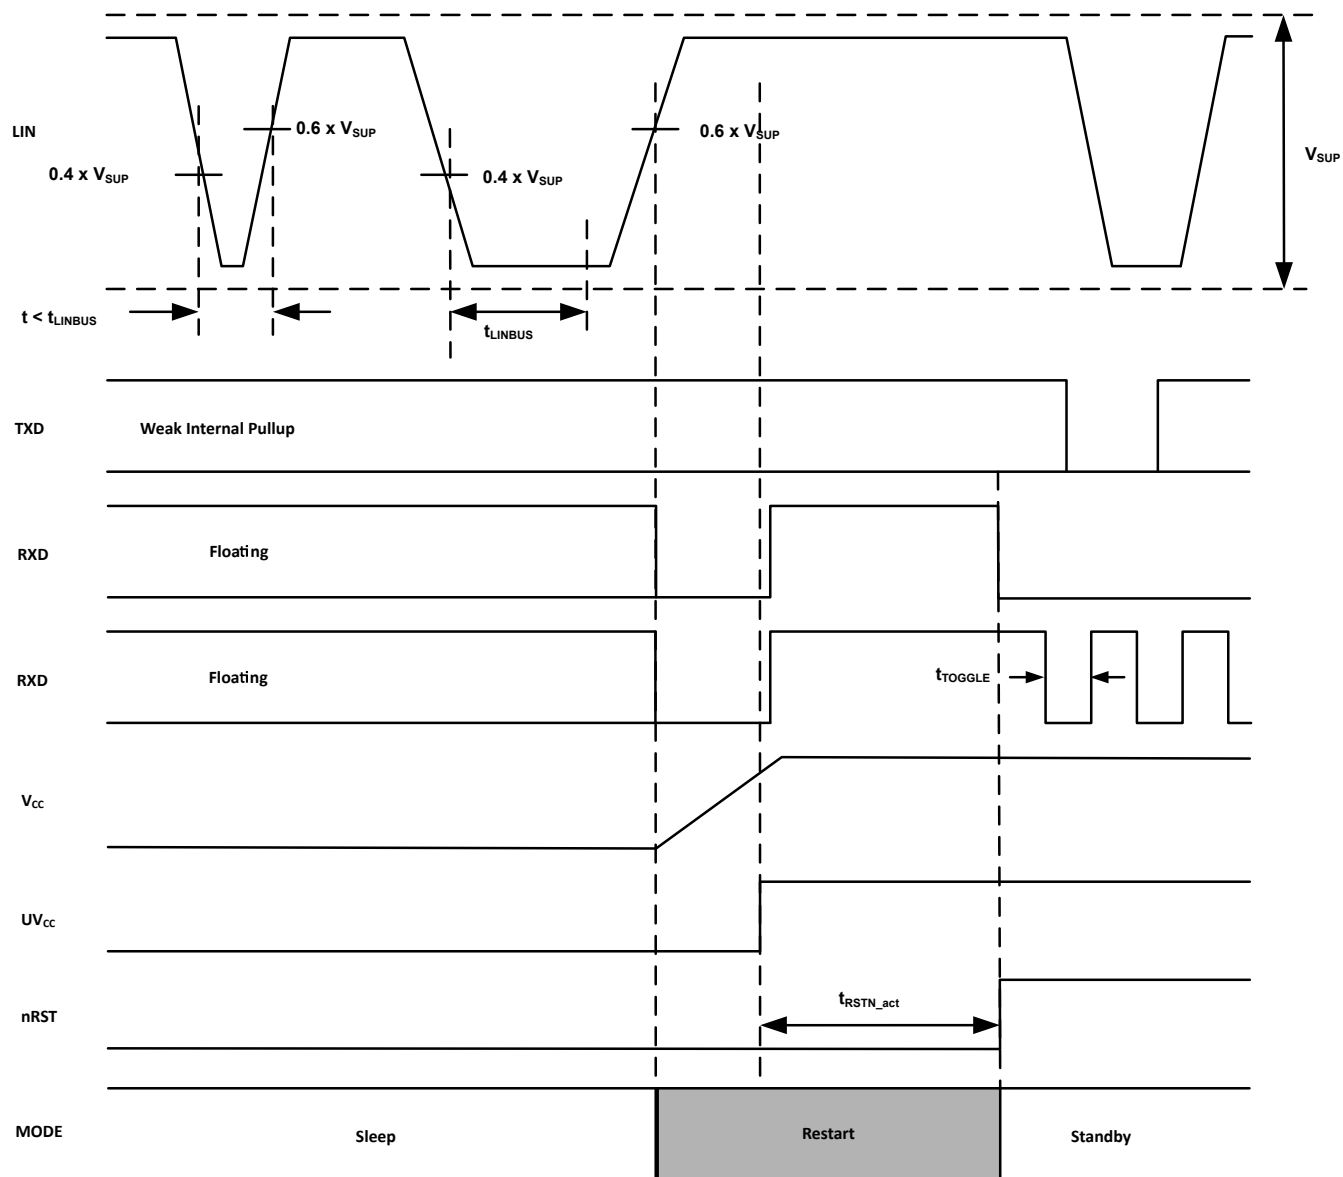 LIN
0.6 x VSUP
0.6 x VSUP
0.4 x VSUP
0.4 x VSUP
VSUP
t < tLINBUS
tLINBUS
TXD
Weak Internal Pullup
RXD
Floating
RXD
Floating
tTOGGLE
VCC
UVCC
nRST
tRSTN_act
MODE
Sleep
Restart
Standby